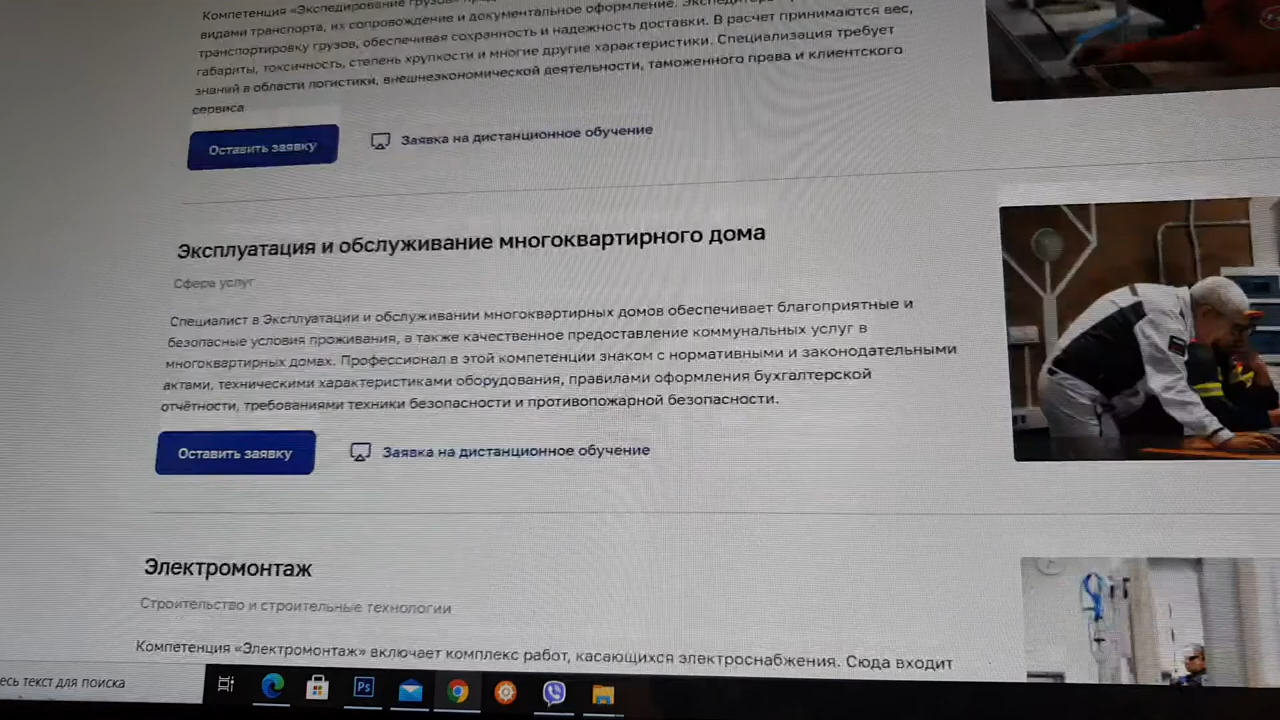 Компетенция «Экспедирование грузов»
видами транспорта, их сопровождение и документальное оформление.
транспортировку грузов, обеспечивая сохранность и надежность доставки. В расчет принимаются вес,
габариты, токсичность, степень хрупкости и многие другие характеристики. Специализация требует
знаний в области логистики, внешнеэкономической деятельности, таможенного права и клиентского
сервиса
Оставить заявку
Заявка на дистанционное обучение
Эксплуатация и обслуживание многоквартирного дома
Сфера услуг
Специалист в Эксплуатации и обслуживании многоквартирных домов обеспечивает благоприятные и
безопасные условия проживания, а также качественное предоставление коммунальных услуг в
многоквартирных домах. Профессионал в этой компетенции знаком с нормативными и законодательными
актами, техническими характеристиками оборудования, правилами оформления бухгалтерской
отчётности, требованиями техники безопасности и противопожарной безопасности.
Оставить заявку
Заявка на дистанционное обучение
Электромонтаж
Строительство и строительные технологии
Компетенция «Электромонтаж» включает комплекс работ, касающихся электроснабжения. Сюда входит
есь текст для поиска
Ps